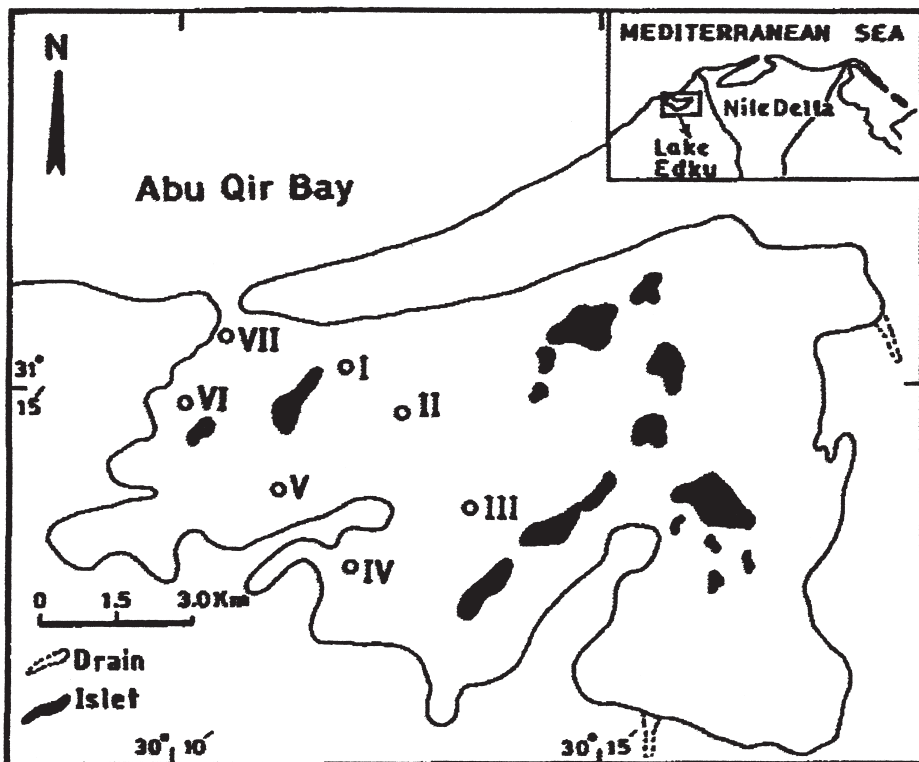 N
MEDITERRANEAN SEA
Nile Delta
Lake
Edku
Abu Qir Bay
VII
I
31°
15′
VI
II
V
III
IV
0 1.5 3.0Km
Drain
Islet
30° 10′
30° 15′